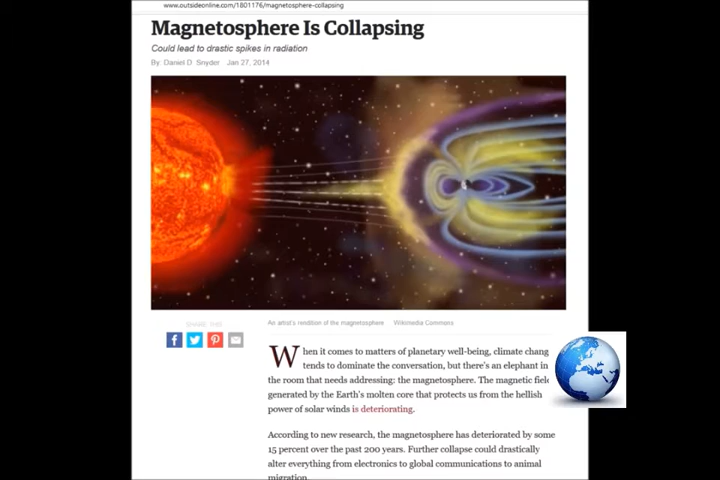 www.outsideonline.com/1801176/magnetosphere-collapsing
Magnetosphere Is Collapsing
Could lead to drastic spikes in radiation
By: Daniel D Snyder Jan 27, 2014
An artist's rendition of the magnetosphere Wikimedia Commons
SHARE THIS
When it comes to matters of planetary well-being, climate chang
tends to dominate the conversation, but there's an elephant in
the room that needs addressing: the magnetosphere. The magnetic field
generated by the Earth's molten core that protects us from the hellish
power of solar winds is deteriorating.
According to new research, the magnetosphere has deteriorated by some
15 percent over the past 200 years. Further collapse could drastically
alter everything from electronics to global communications to animal
migration.